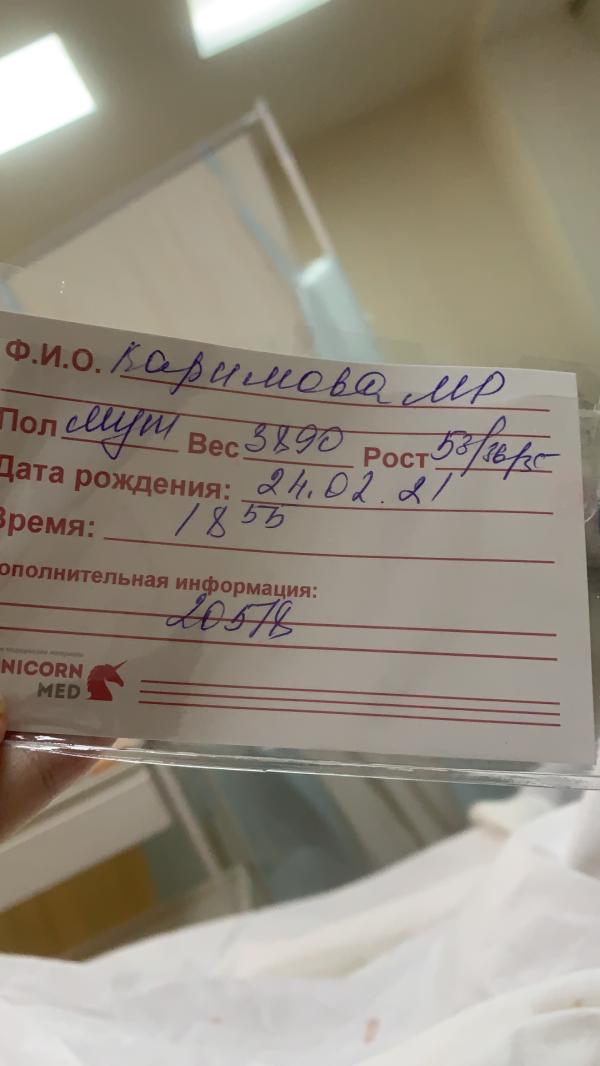 Ф.И.О. Каримова МР
Пол муж Вес 3890 Рост 53/36/35
Дата рождения: 24.02.21
Время: 18 55
ополнительная информация:
20578
NICORN
MED